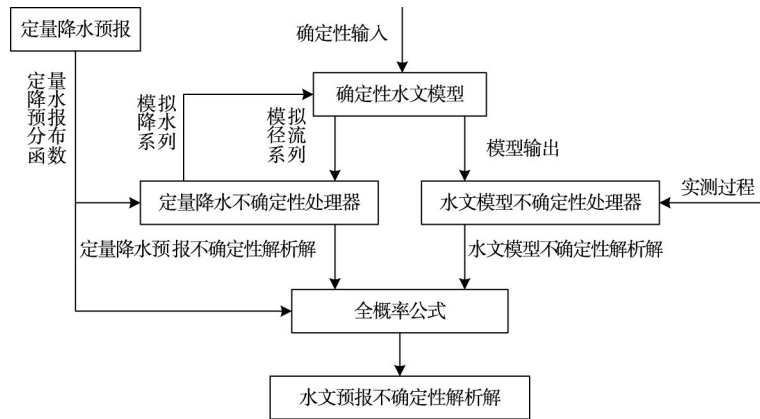 定量降水预报
确定性输入
定量
降水
预报
分布
函数
模拟
降水
系列
确定性水文模型
模拟
径流
系列
模型输出
定量降水不确定性处理器
水文模型不确定性处理器
实测过程
定量降水预报不确定性解析解
水文模型不确定性解析解
全概率公式
水文预报不确定性解析解